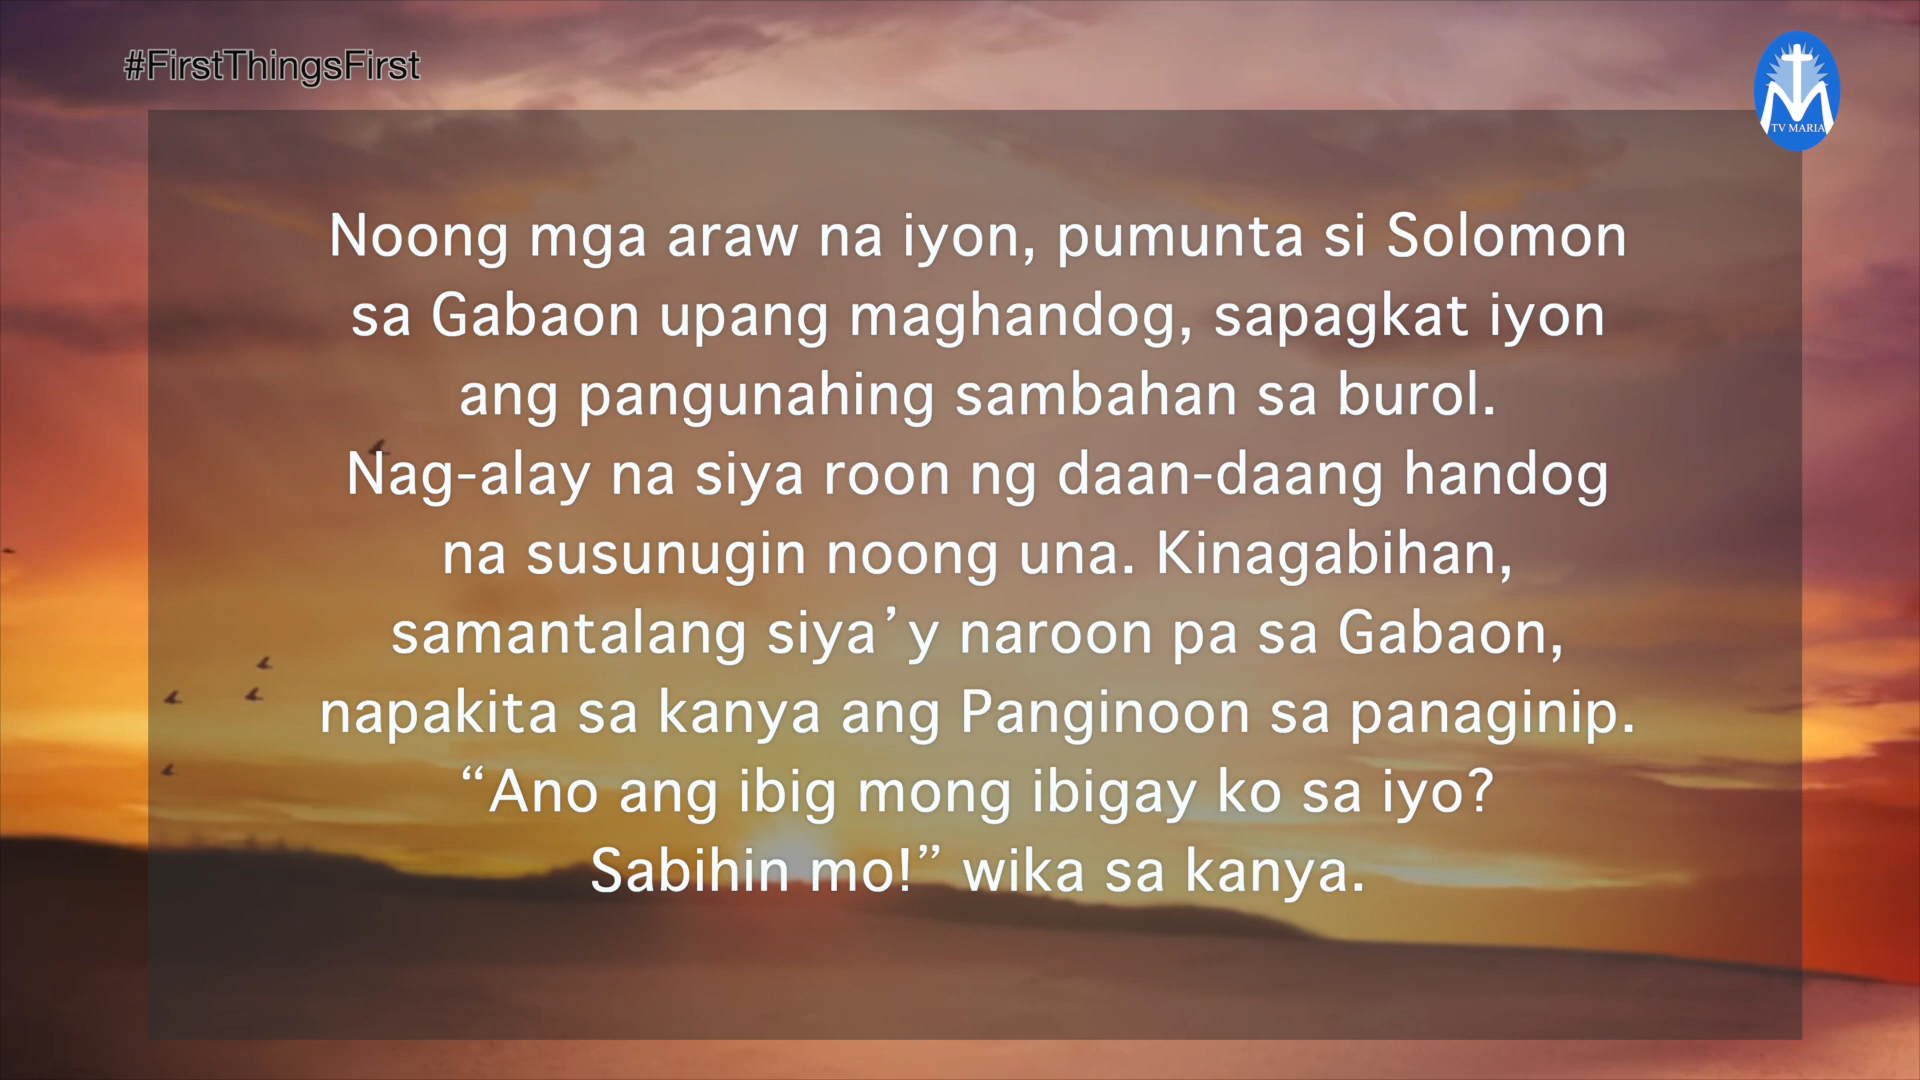 #FirstThingsFirst
TV MARIA
Noong mga araw na iyon, pumunta si Solomon
sa Gabaon upang maghandog, sapagkat iyon
ang pangunahing sambahan sa burol.
Nag-alay na siya roon ng daan-daang handog
na susunugin noong una. Kinagabihan,
samantalang siya’y naroon pa sa Gabaon,
napakita sa kanya ang Panginoon sa panaginip.
“Ano ang ibig mong ibigay ko sa iyo?
Sabihin mo!” wika sa kanya.